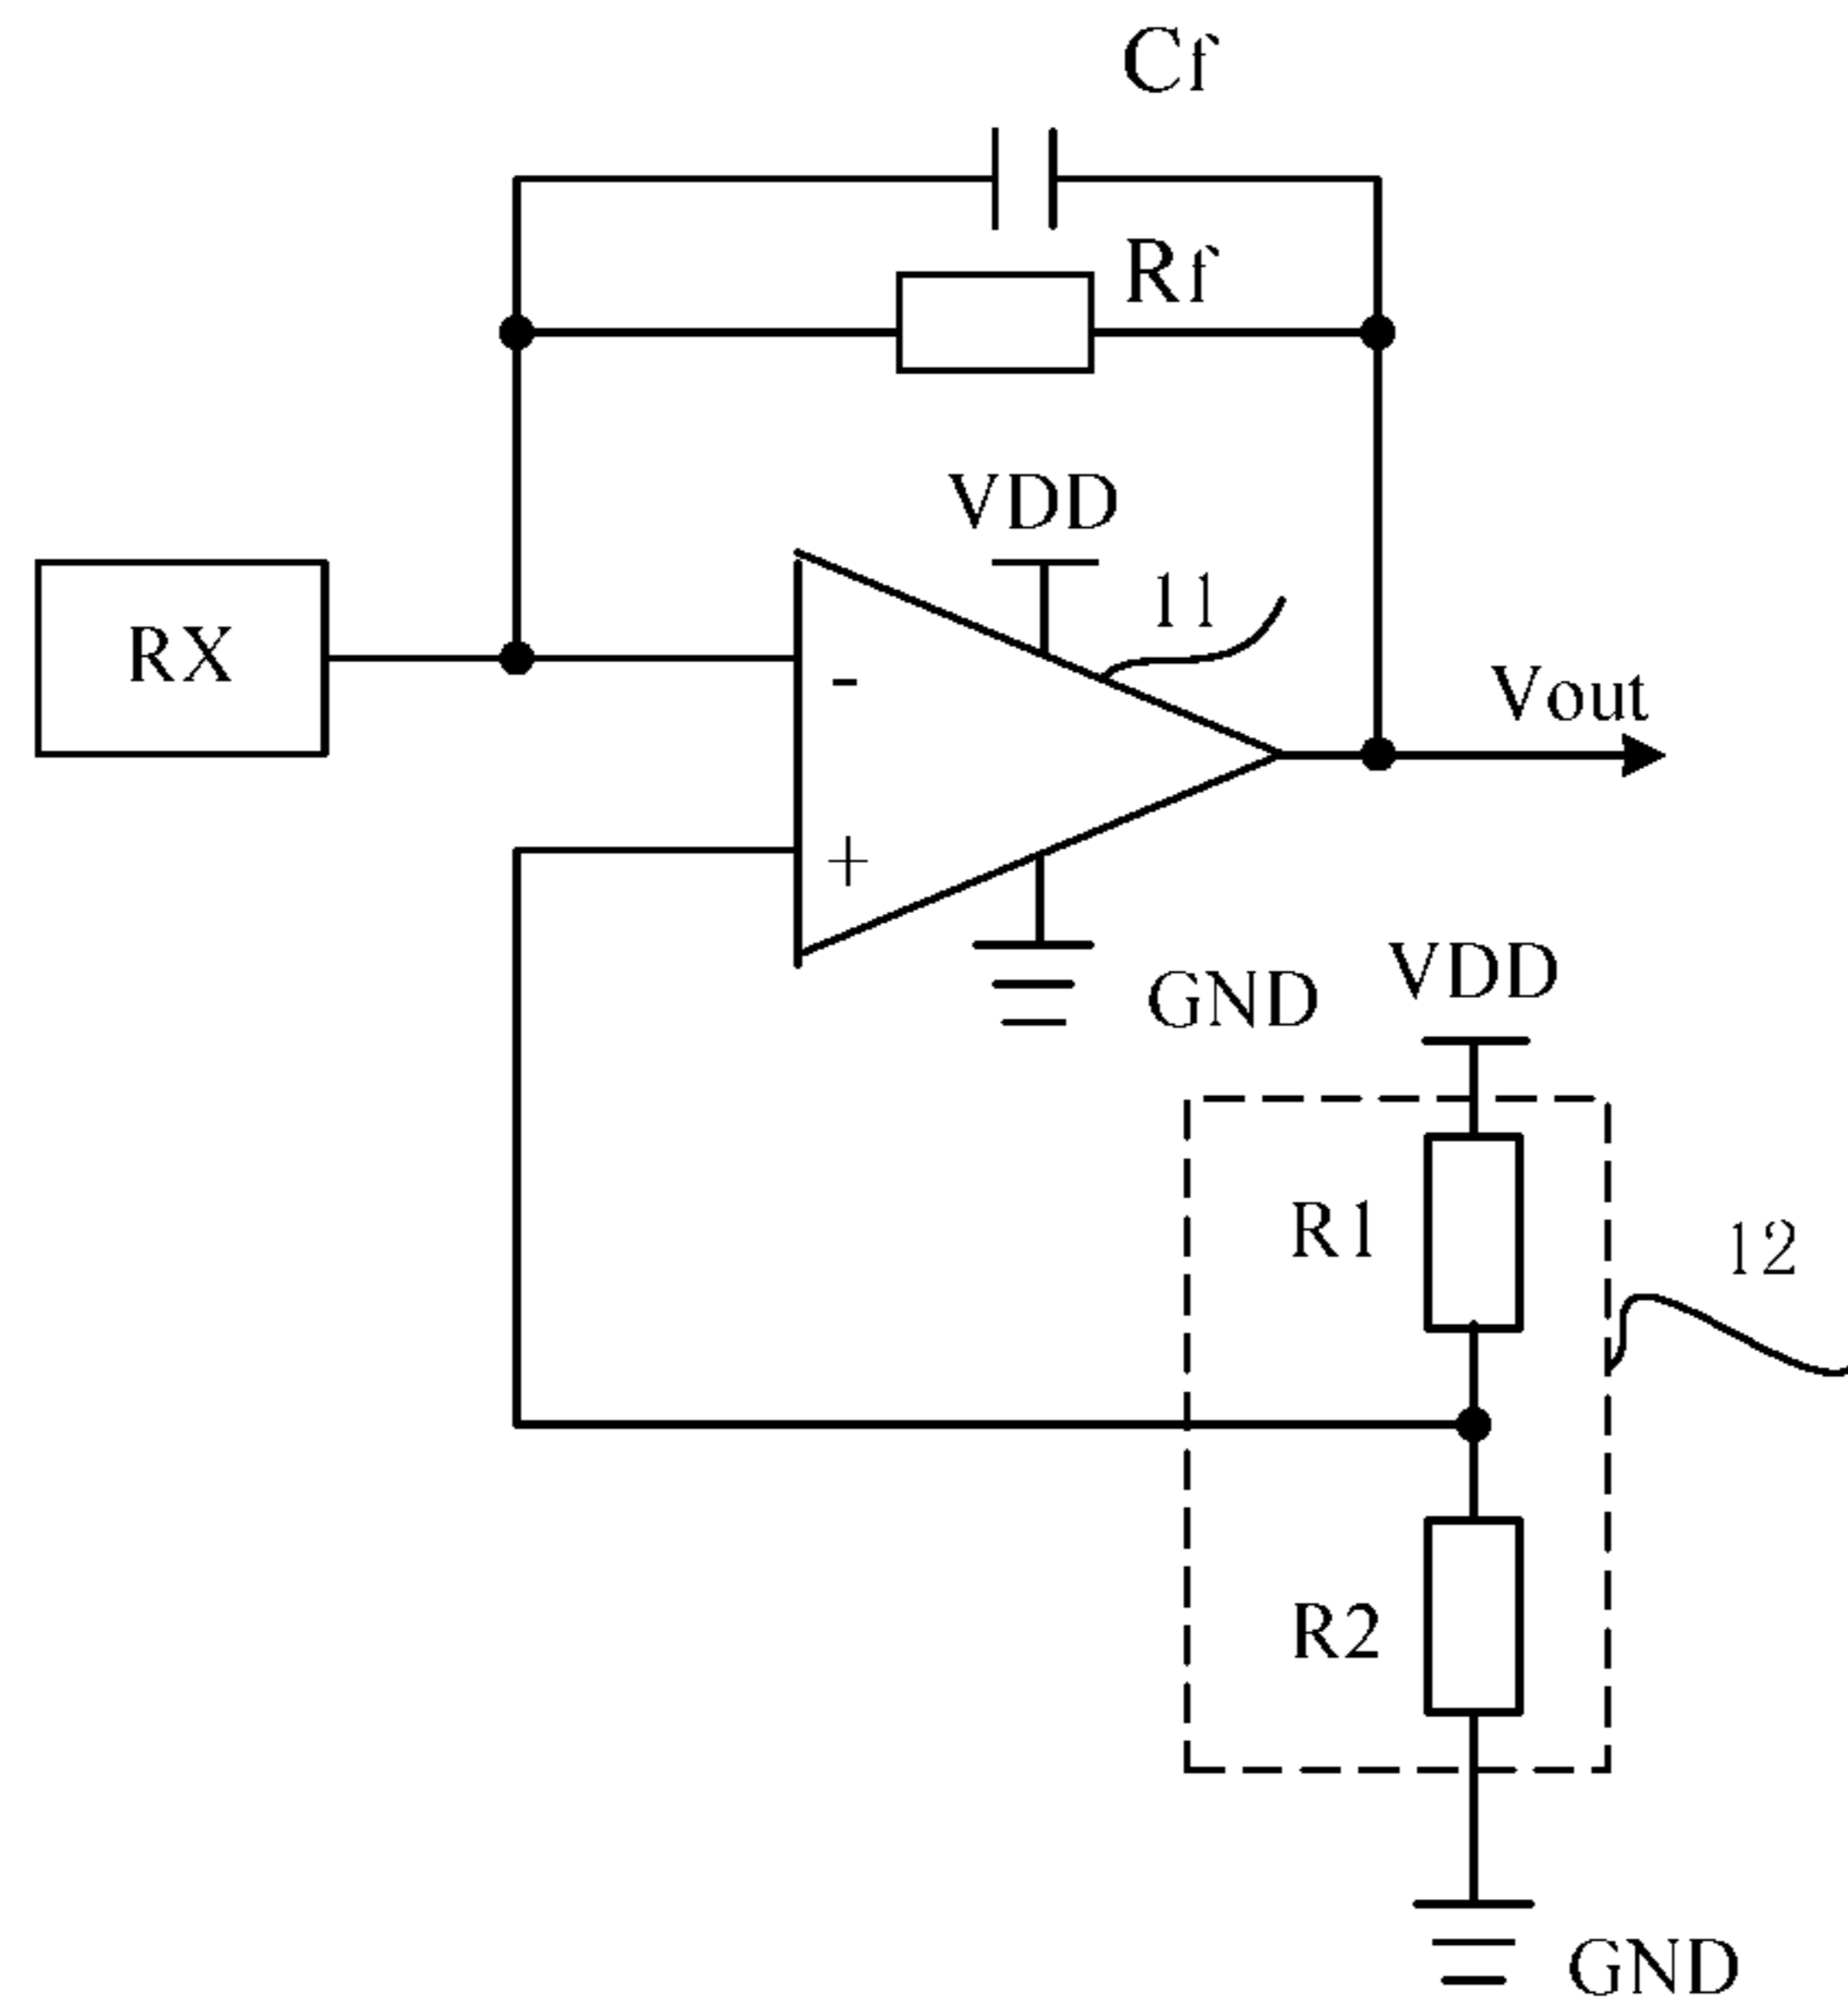 Cf
Rf
VDD
11
RX
-
Vout
+
GND
VDD
R1
12
R2
GND